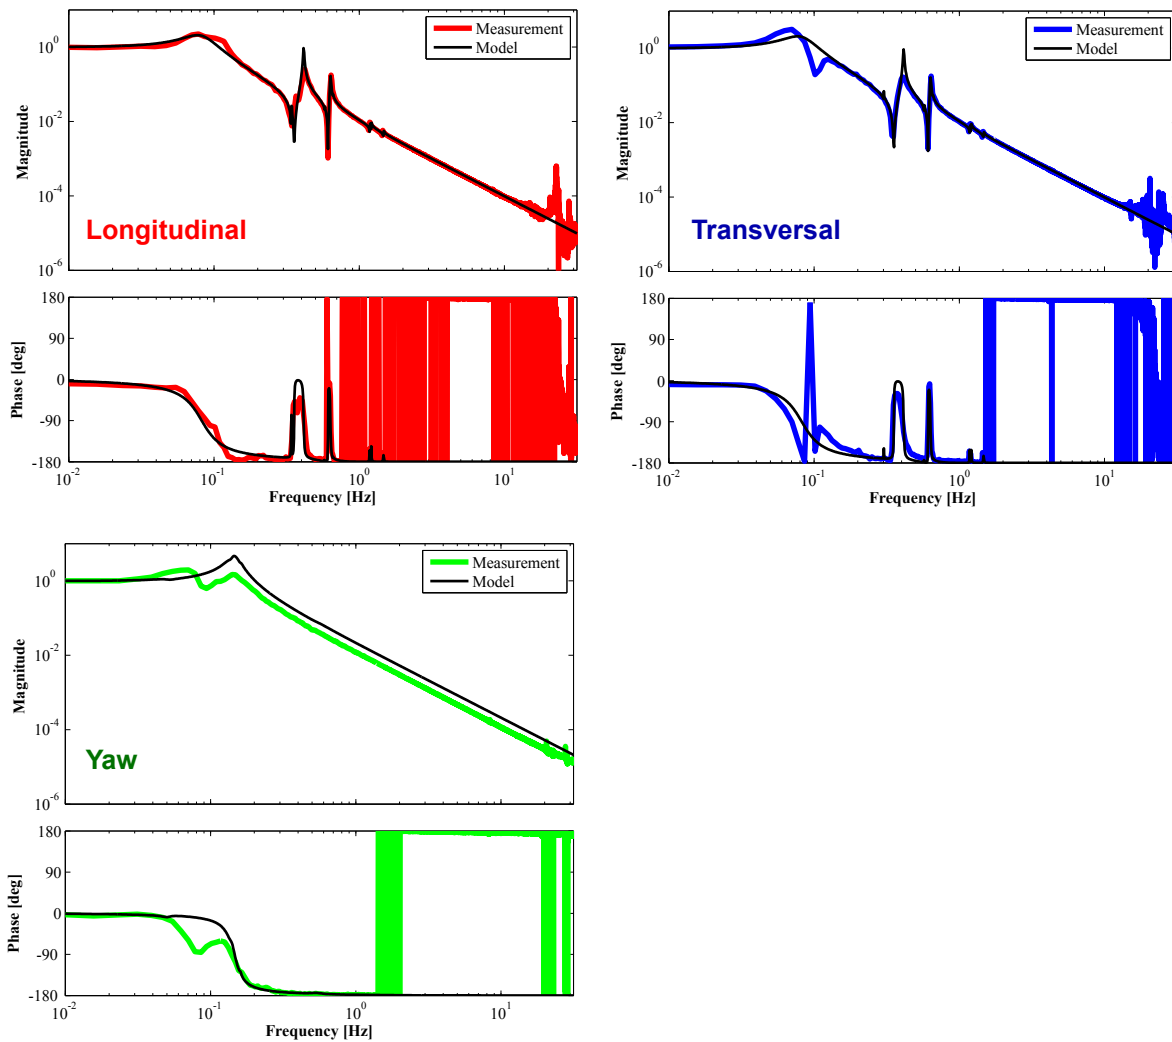 Measurement
Model
10^0
10^-2
10^-4
10^-6
Magnitude
Longitudinal
180
90
0
-90
-180
Phase [deg]
10^-2
10^-1
10^0
10^1
Frequency [Hz]
Measurement
Model
10^0
10^-2
10^-4
10^-6
Magnitude
Transversal
180
90
0
-90
-180
Phase [deg]
10^-2
10^-1
10^0
10^1
Frequency [Hz]
Measurement
Model
10^0
10^-2
10^-4
10^-6
Magnitude
Yaw
180
90
0
-90
-180
Phase [deg]
10^-2
10^-1
10^0
10^1
Frequency [Hz]